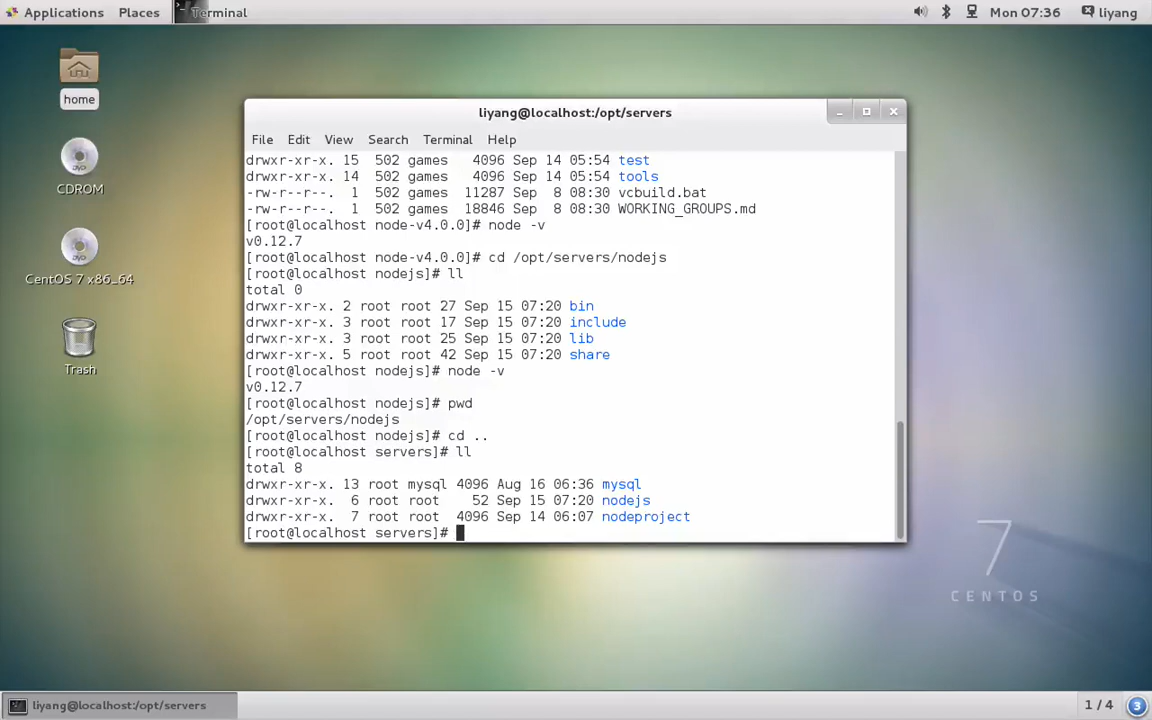 Applications Places Terminal Mon 07:36 liyang
home
CDROM
CentOS 7 x86_64
Trash
liyang@localhost:/opt/servers
File Edit View Search Terminal Help
drwxr-xr-x. 15  502 games   4096 Sep 14 05:54 test
drwxr-xr-x. 14  502 games   4096 Sep 14 05:54 tools
-rw-r--r--.  1  502 games  11287 Sep  8 08:30 vcbuild.bat
-rw-r--r--.  1  502 games  18846 Sep  8 08:30 WORKING_GROUPS.md
[root@localhost node-v4.0.0]# node -v
v0.12.7
[root@localhost node-v4.0.0]# cd /opt/servers/nodejs
[root@localhost nodejs]# ll
total 0
drwxr-xr-x. 2 root root 27 Sep 15 07:20 bin
drwxr-xr-x. 3 root root 17 Sep 15 07:20 include
drwxr-xr-x. 3 root root 25 Sep 15 07:20 lib
drwxr-xr-x. 5 root root 42 Sep 15 07:20 share
[root@localhost nodejs]# node -v
v0.12.7
[root@localhost nodejs]# pwd
/opt/servers/nodejs
[root@localhost nodejs]# cd ..
[root@localhost servers]# ll
total 8
drwxr-xr-x. 13 root mysql 4096 Aug 16 06:36 mysql
drwxr-xr-x.  6 root root    52 Sep 15 07:20 nodejs
drwxr-xr-x.  7 root root  4096 Sep 14 06:07 nodeproject
[root@localhost servers]#
7
CENTOS
liyang@localhost:/opt/servers 1 / 4 3